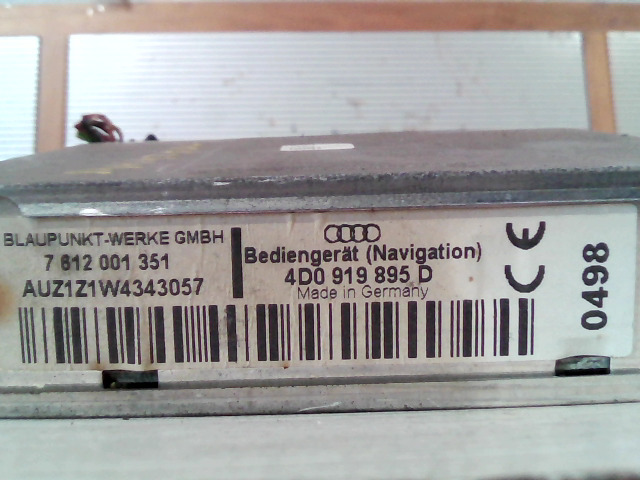 BLAUPUNKT-WERKE GMBH
7 612 001 351
AUZ1Z1W4343057
Bediengerät (Navigation)
4D0 919 895 D
Made in Germany
CE
0498